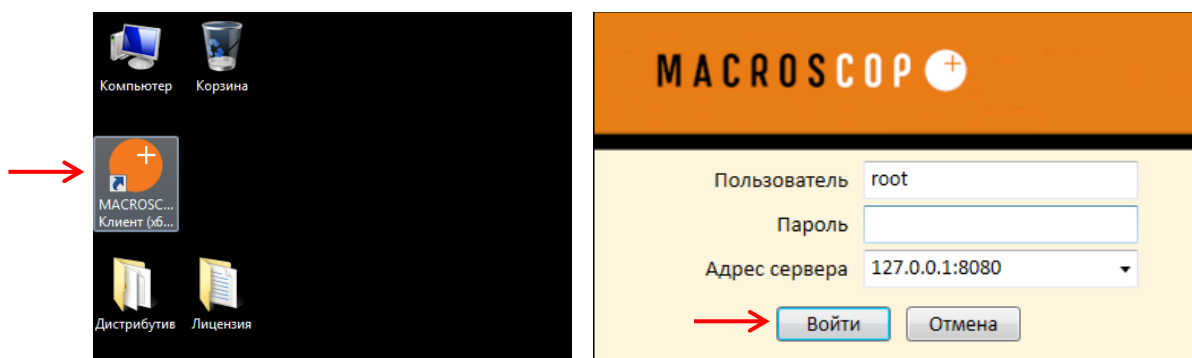 Компьютер
Корзина
MACROSC...
Клиент (x6...
Дистрибутив
Лицензия
MACROSCOP
Пользователь root
Пароль
Адрес сервера 127.0.0.1:8080
Войти Отмена